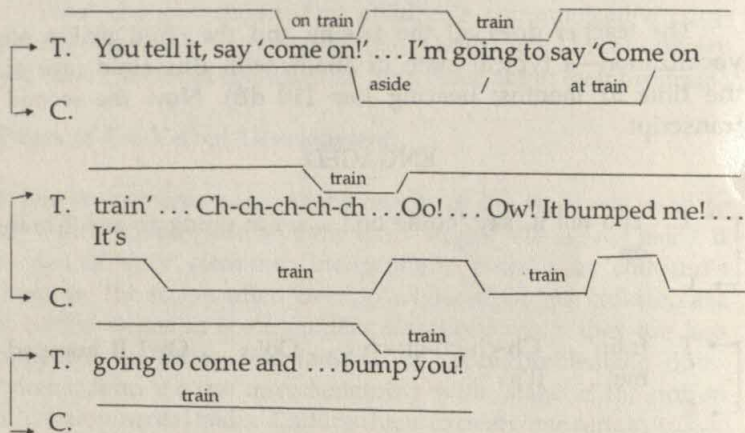 on train train
T. You tell it, say ‘come on!’ . . . I’m going to say ‘Come on
aside / at train
C.
train
T. train’ . . . Ch-ch-ch-ch-ch . . .Oo! . . . Ow! It bumped me! . . .
It’s
train train
C.
train
T. going to come and . . . bump you!
train
C.